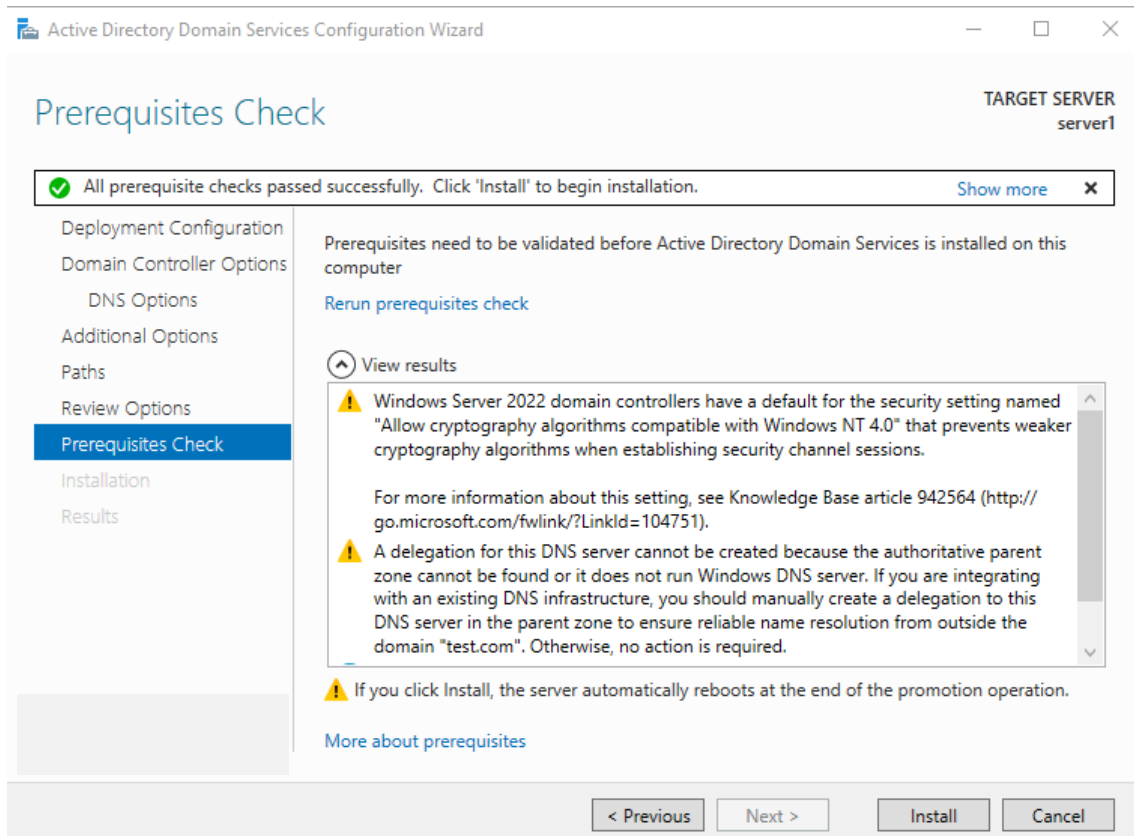 Active Directory Domain Services Configuration Wizard
Prerequisites Check
TARGET SERVER
server1
All prerequisite checks passed successfully. Click 'Install' to begin installation.
Show more
Deployment Configuration
Domain Controller Options
DNS Options
Additional Options
Paths
Review Options
Prerequisites Check
Installation
Results
Prerequisites need to be validated before Active Directory Domain Services is installed on this
computer
Rerun prerequisites check
View results
Windows Server 2022 domain controllers have a default for the security setting named
"Allow cryptography algorithms compatible with Windows NT 4.0" that prevents weaker
cryptography algorithms when establishing security channel sessions.
For more information about this setting, see Knowledge Base article 942564 (http://
go.microsoft.com/fwlink/?LinkId=104751).
A delegation for this DNS server cannot be created because the authoritative parent
zone cannot be found or it does not run Windows DNS server. If you are integrating
with an existing DNS infrastructure, you should manually create a delegation to this
DNS server in the parent zone to ensure reliable name resolution from outside the
domain "test.com". Otherwise, no action is required.
If you click Install, the server automatically reboots at the end of the promotion operation.
More about prerequisites
< Previous
Next >
Install
Cancel